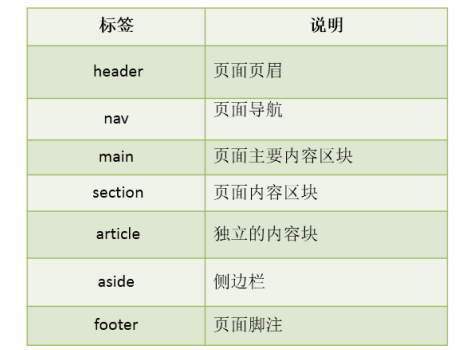 标签 说明
header 页面页眉
nav 页面导航
main 页面主要内容区块
section 页面内容区块
article 独立的内容块
aside 侧边栏
footer 页面脚注